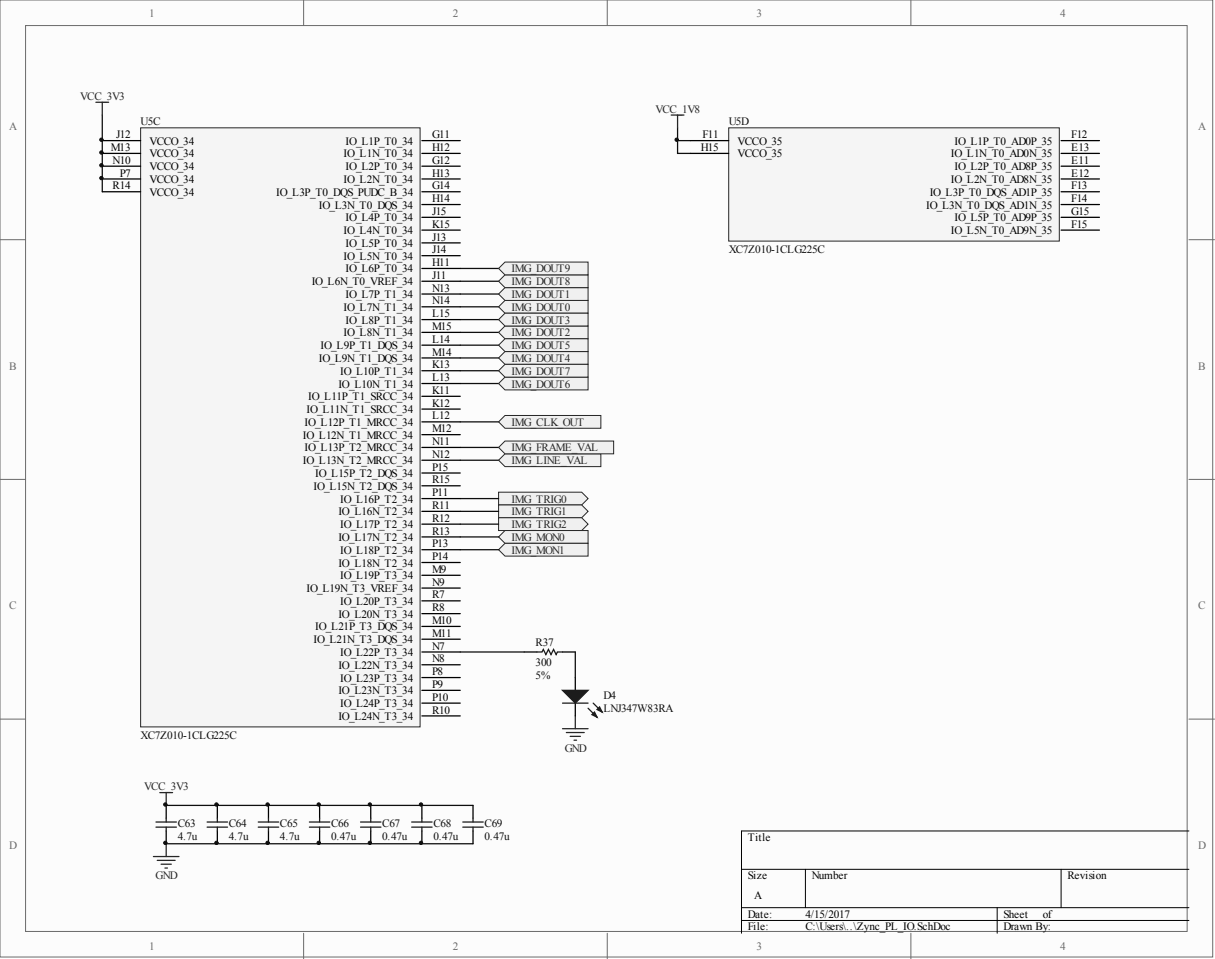 1 2 3 4
A A
B B
C C
D D
VCC_3V3
U5C
J12 VCCO_34
M13 VCCO_34
N10 VCCO_34
P7 VCCO_34
R14 VCCO_34
IO_L1P_T0_34 G11
IO_L1N_T0_34 H12
IO_L2P_T0_34 G12
IO_L2N_T0_34 H13
IO_L3P_T0_DQS_PUDC_B_34 G14
IO_L3N_T0_DQS_34 H14
IO_L4P_T0_34 J15
IO_L4N_T0_34 K15
IO_L5P_T0_34 J13
IO_L5N_T0_34 J14
IO_L6P_T0_34 H11 IMG_DOUT9
IO_L6N_T0_VREF_34 J11 IMG_DOUT8
IO_L7P_T1_34 N13 IMG_DOUT1
IO_L7N_T1_34 N14 IMG_DOUT0
IO_L8P_T1_34 L15 IMG_DOUT3
IO_L8N_T1_34 M15 IMG_DOUT2
IO_L9P_T1_DQS_34 L14 IMG_DOUT5
IO_L9N_T1_DQS_34 M14 IMG_DOUT4
IO_L10P_T1_34 K13 IMG_DOUT7
IO_L10N_T1_34 L13 IMG_DOUT6
IO_L11P_T1_SRCC_34 K11
IO_L11N_T1_SRCC_34 K12
IO_L12P_T1_MRCC_34 L12 IMG_CLK_OUT
IO_L12N_T1_MRCC_34 M12
IO_L13P_T2_MRCC_34 N11 IMG_FRAME_VAL
IO_L13N_T2_MRCC_34 N12 IMG_LINE_VAL
IO_L15P_T2_DQS_34 P15
IO_L15N_T2_DQS_34 R15
IO_L16P_T2_34 P11 IMG_TRIG0
IO_L16N_T2_34 R11 IMG_TRIG1
IO_L17P_T2_34 R12 IMG_TRIG2
IO_L17N_T2_34 R13 IMG_MON0
IO_L18P_T2_34 P13 IMG_MON1
IO_L18N_T2_34 P14
IO_L19P_T3_34 M9
IO_L19N_T3_VREF_34 N9
IO_L20P_T3_34 R7
IO_L20N_T3_34 R8
IO_L21P_T3_DQS_34 M10
IO_L21N_T3_DQS_34 M11
IO_L22P_T3_34 N7
IO_L22N_T3_34 N8
IO_L23P_T3_34 P8
IO_L23N_T3_34 P9
IO_L24P_T3_34 P10
IO_L24N_T3_34 R10
XC7Z010-1CLG225C
R37
300
5%
D4
LNJ347W83RA
GND
VCC_1V8
U5D
F11 VCCO_35
H15 VCCO_35
IO_L1P_T0_AD0P_35 F12
IO_L1N_T0_AD0N_35 E13
IO_L2P_T0_AD8P_35 E11
IO_L2N_T0_AD8N_35 E12
IO_L3P_T0_DQS_AD1P_35 F13
IO_L3N_T0_DQS_AD1N_35 F14
IO_L5P_T0_AD9P_35 G15
IO_L5N_T0_AD9N_35 F15
XC7Z010-1CLG225C
VCC_3V3
C63 C64 C65 C66 C67 C68 C69
4.7u 4.7u 4.7u 0.47u 0.47u 0.47u 0.47u
GND
Title
Size Number Revision
A
Date: 4/15/2017 Sheet of
File: C:\Users\..\Zync_PL_IO.SchDoc Drawn By:
1 2 3 4